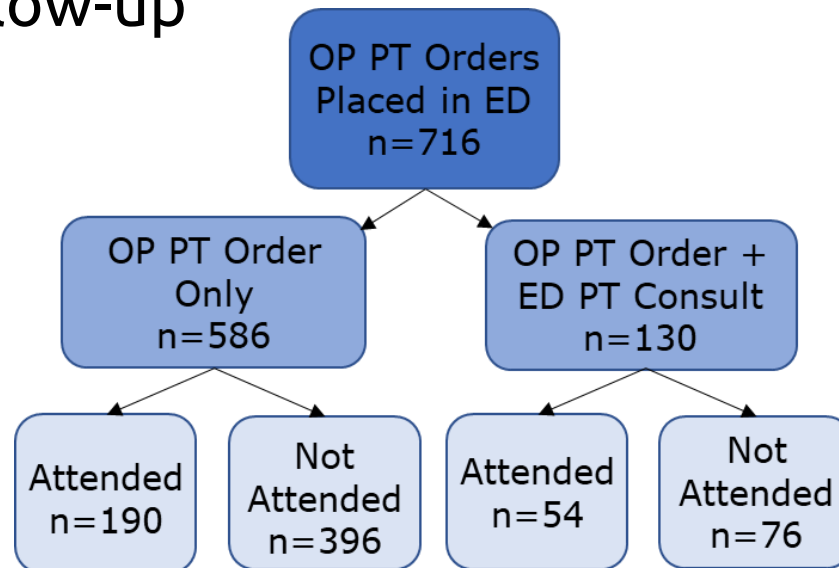 OP PT Orders
Placed in ED
n=716
OP PT Order
Only
n=586
OP PT Order +
ED PT Consult
n=130
Attended
n=190
Not
Attended
n=396
Attended
n=54
Not
Attended
n=76